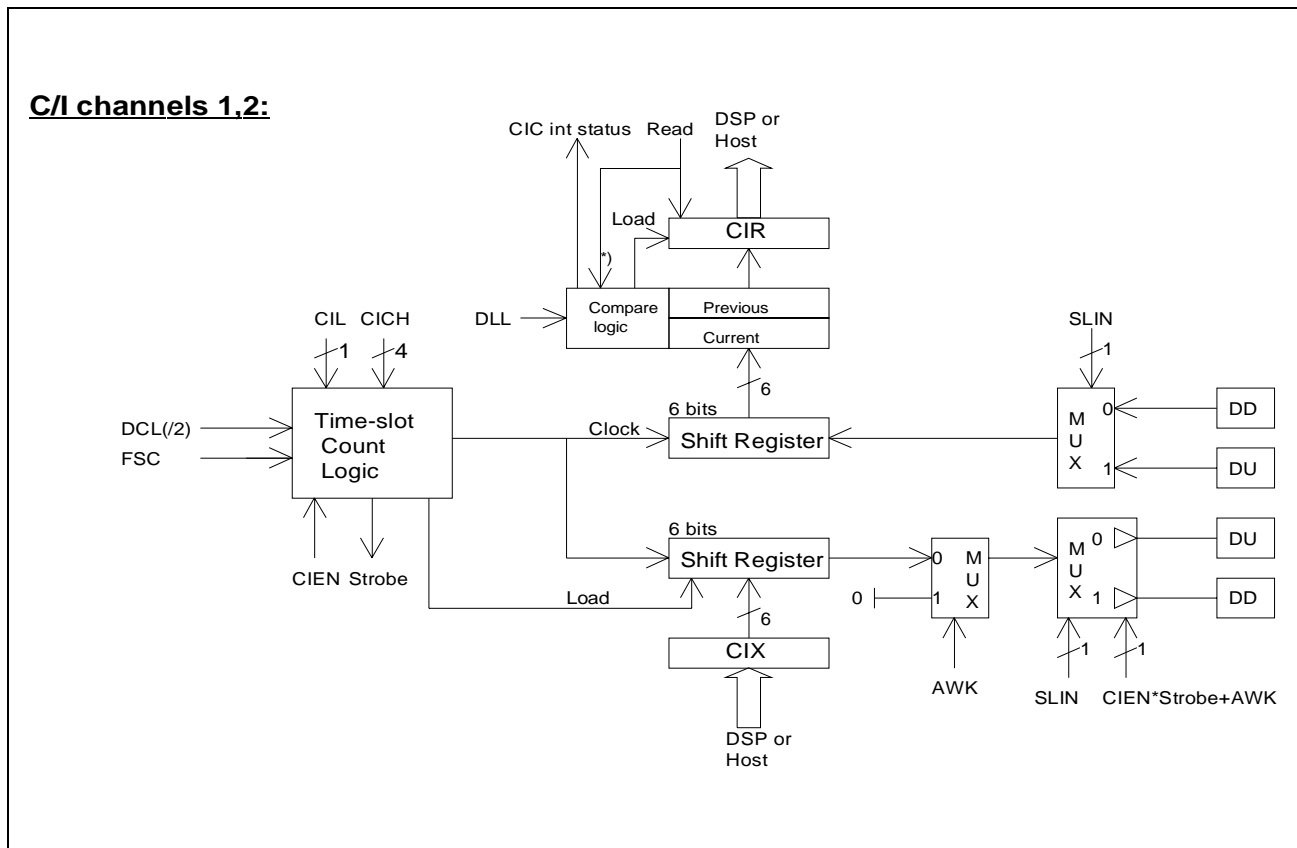 C/I channels 1,2:
CIC int status
Read
DSP or
Host
Load
CIR
*)
Compare
logic
Previous
Current
DLL
CIL
CICH
1
4
SLIN
1
6
6 bits
DCL(/2)
FSC
Time-slot
Count
Logic
Clock
Shift Register
M
U
X
0
1
DD
DU
6 bits
Shift Register
CIEN
Strobe
Load
0
0
1
M
U
X
M
U
X
0
1
DU
DD
6
CIX
AWK
1
1
SLIN
CIEN*Strobe+AWK
DSP or
Host